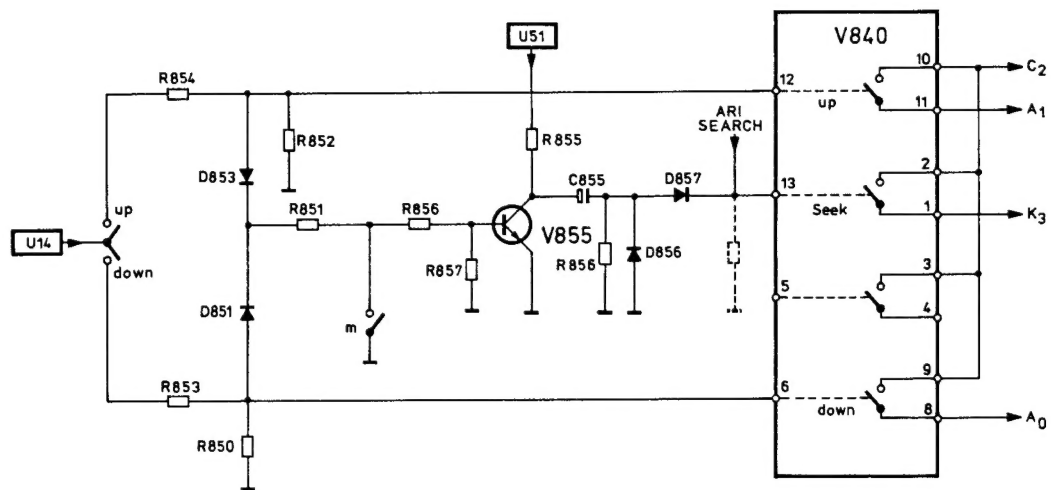 U51
V840
R854
12
up
10
C2
11
A1
R852
R855
ARI
SEARCH
D853
C855
D857
13
Seek
2
1
K3
up
U14
down
R851
R856
V855
R857
R856
D856
D851
m
5
3
4
R853
6
down
9
8
A0
R850